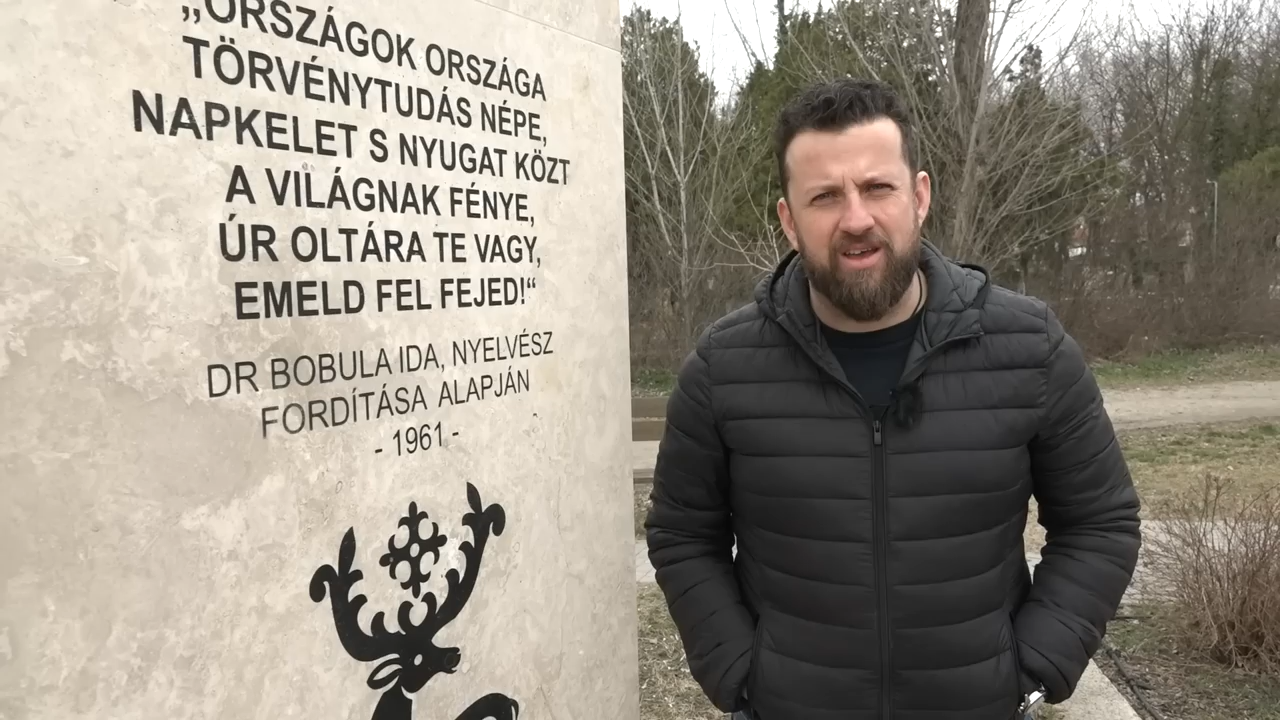 „ORSZÁGOK ORSZÁGA
TÖRVÉNYTUDÁS NÉPE,
NAPKELET S NYUGAT KÖZT
A VILÁGNAK FÉNYE,
ÚR OLTÁRA TE VAGY,
EMELD FEL FEJED!“
DR BOBULA IDA, NYELVÉSZ
FORDÍTÁSA ALAPJÁN
- 1961 -